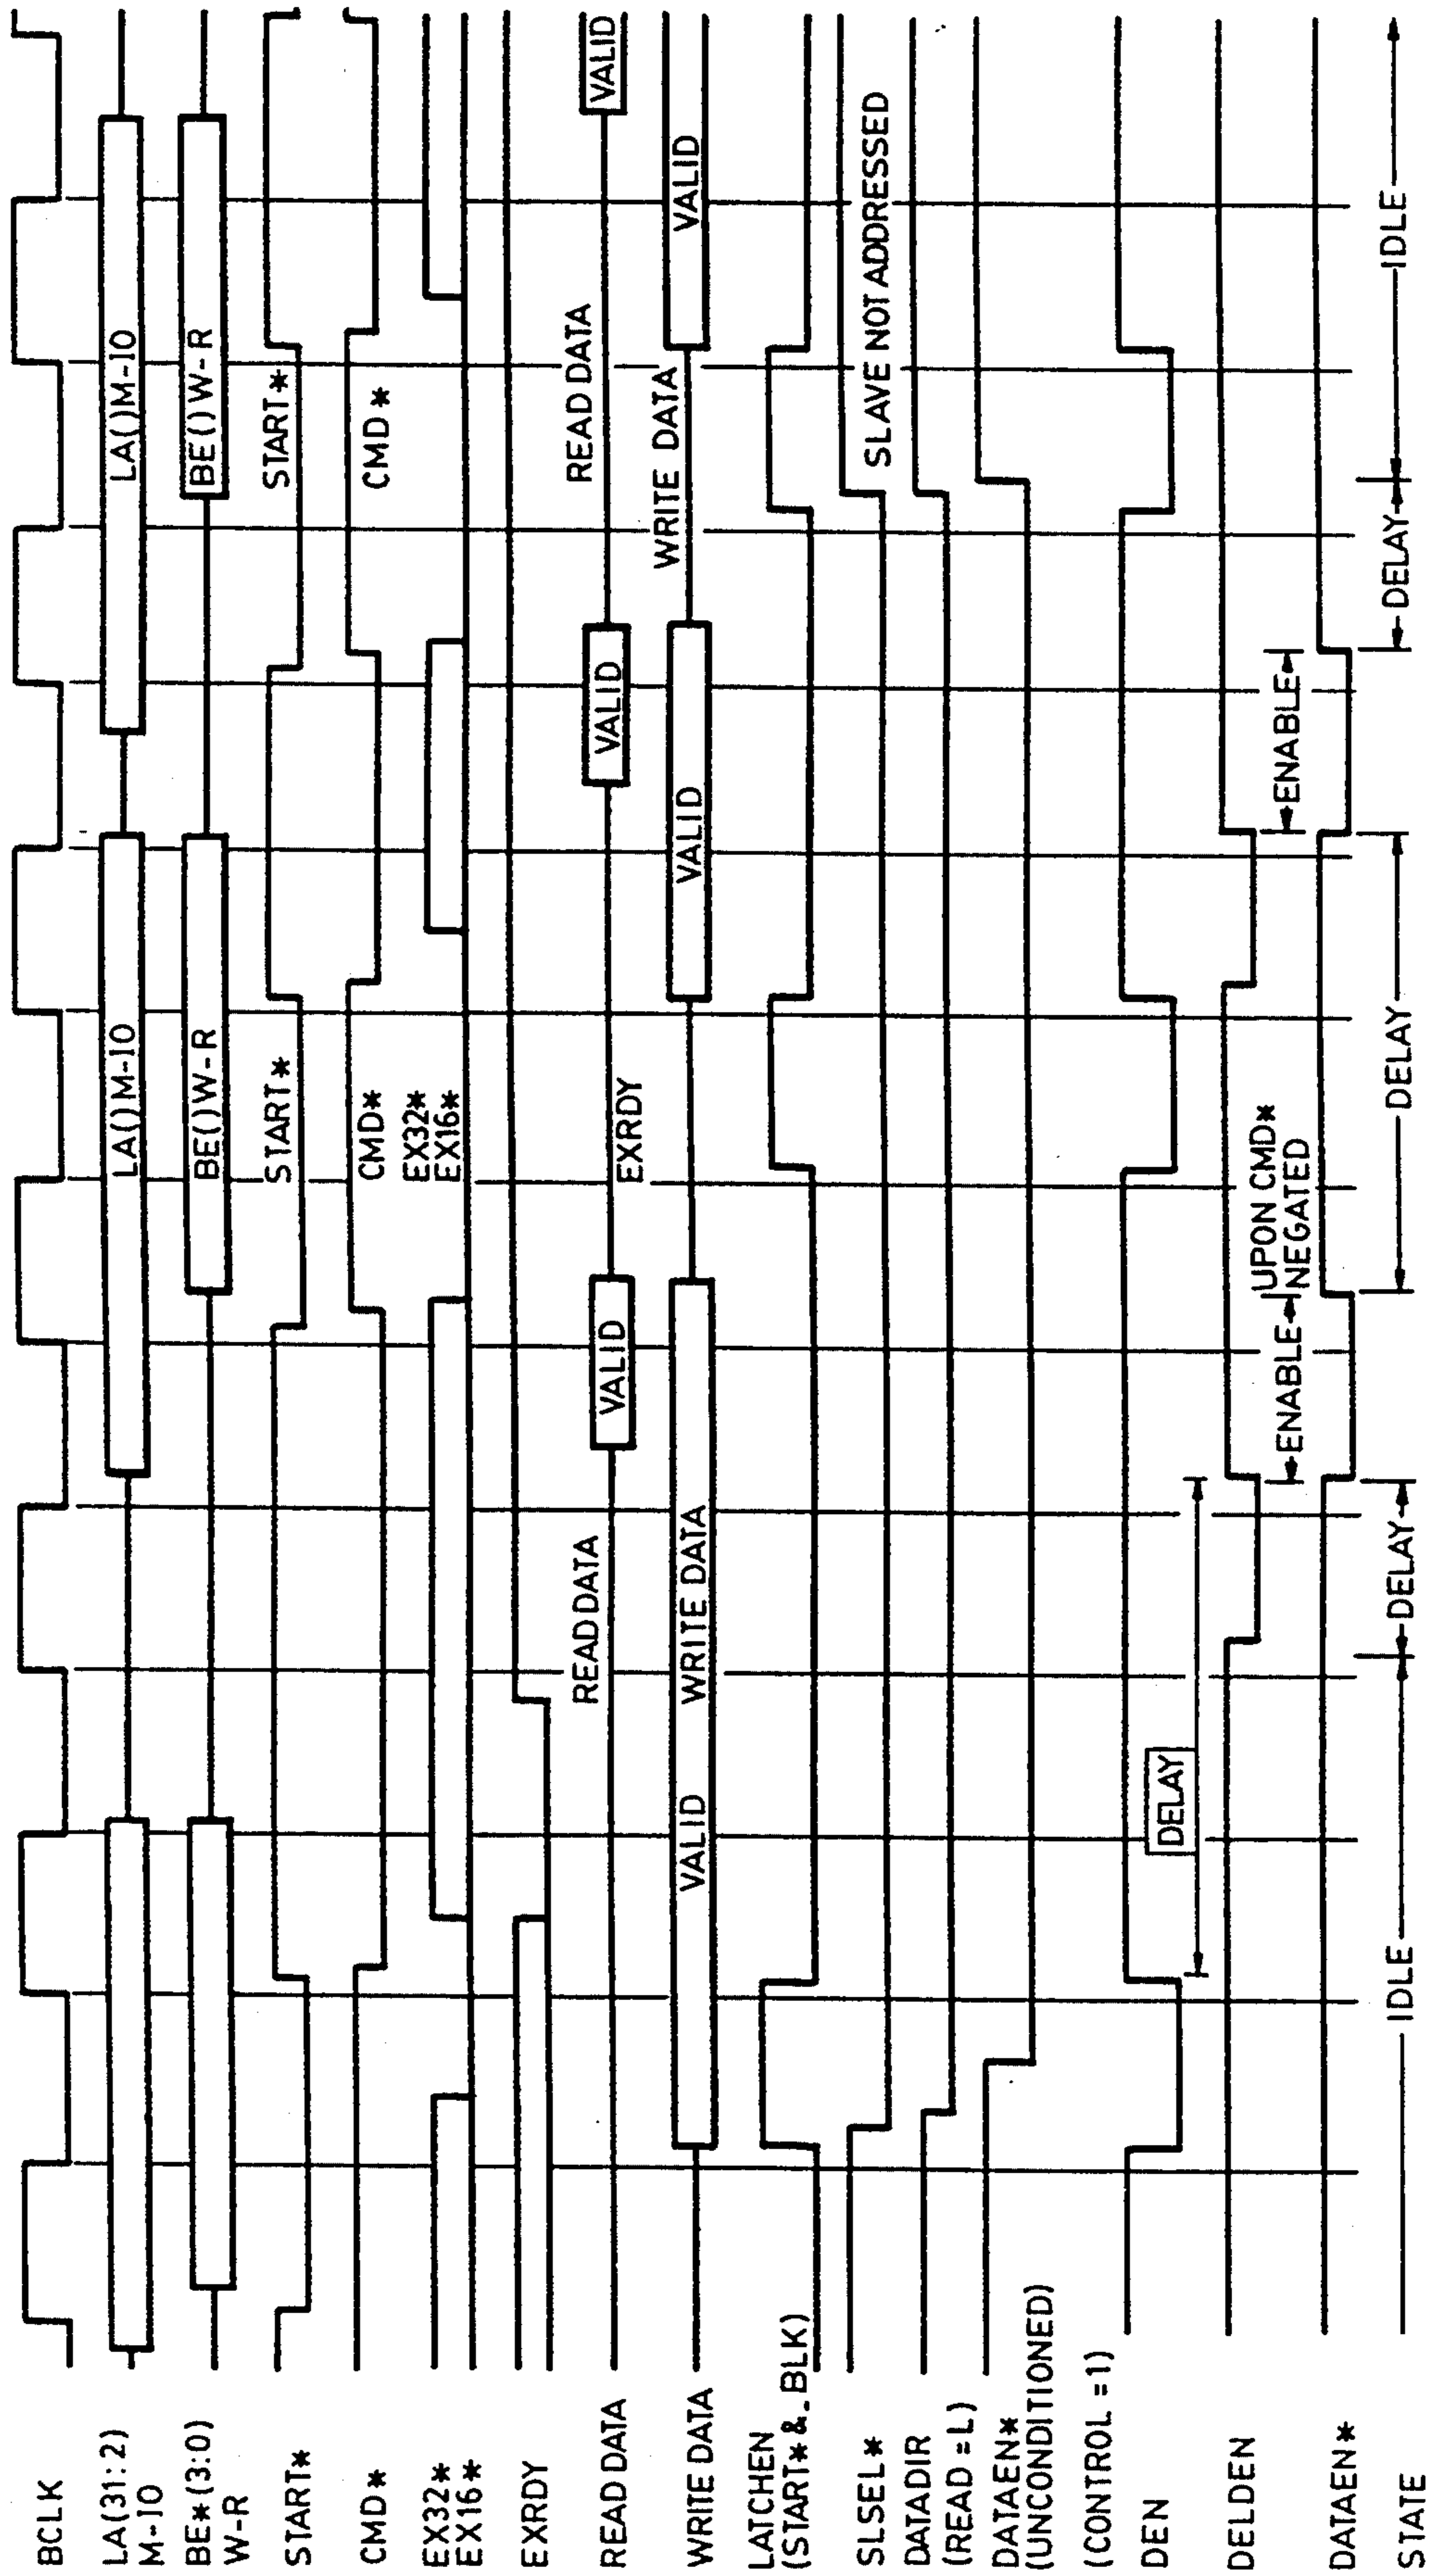 BCLK
LA(31:2)
M-IO
LA()M-IO
LA()M-IO
BE*(3:0)
W-R
BE()W-R
BE()W-R
START*
START*
START*
CMD*
CMD*
CMD*
EX32*
EX16*
EX32*
EX16*
EXRDY
EXRDY
READ DATA
READ DATA
VALID
VALID
READ DATA
VALID
WRITE DATA
VALID WRITE DATA
VALID
WRITE DATA
VALID
LATCHEN
(START* & -BLK)
SLSEL*
SLAVE NOT ADDRESSED
DATADIR
(READ=L)
DATAEN*
(UNCONDITIONED)
(CONTROL=1)
DEN
DELAY
DELDEN
ENABLE
UPON CMD*
NEGATED
ENABLE
DATAEN*
STATE
IDLE
DELAY
DELAY
DELAY
IDLE